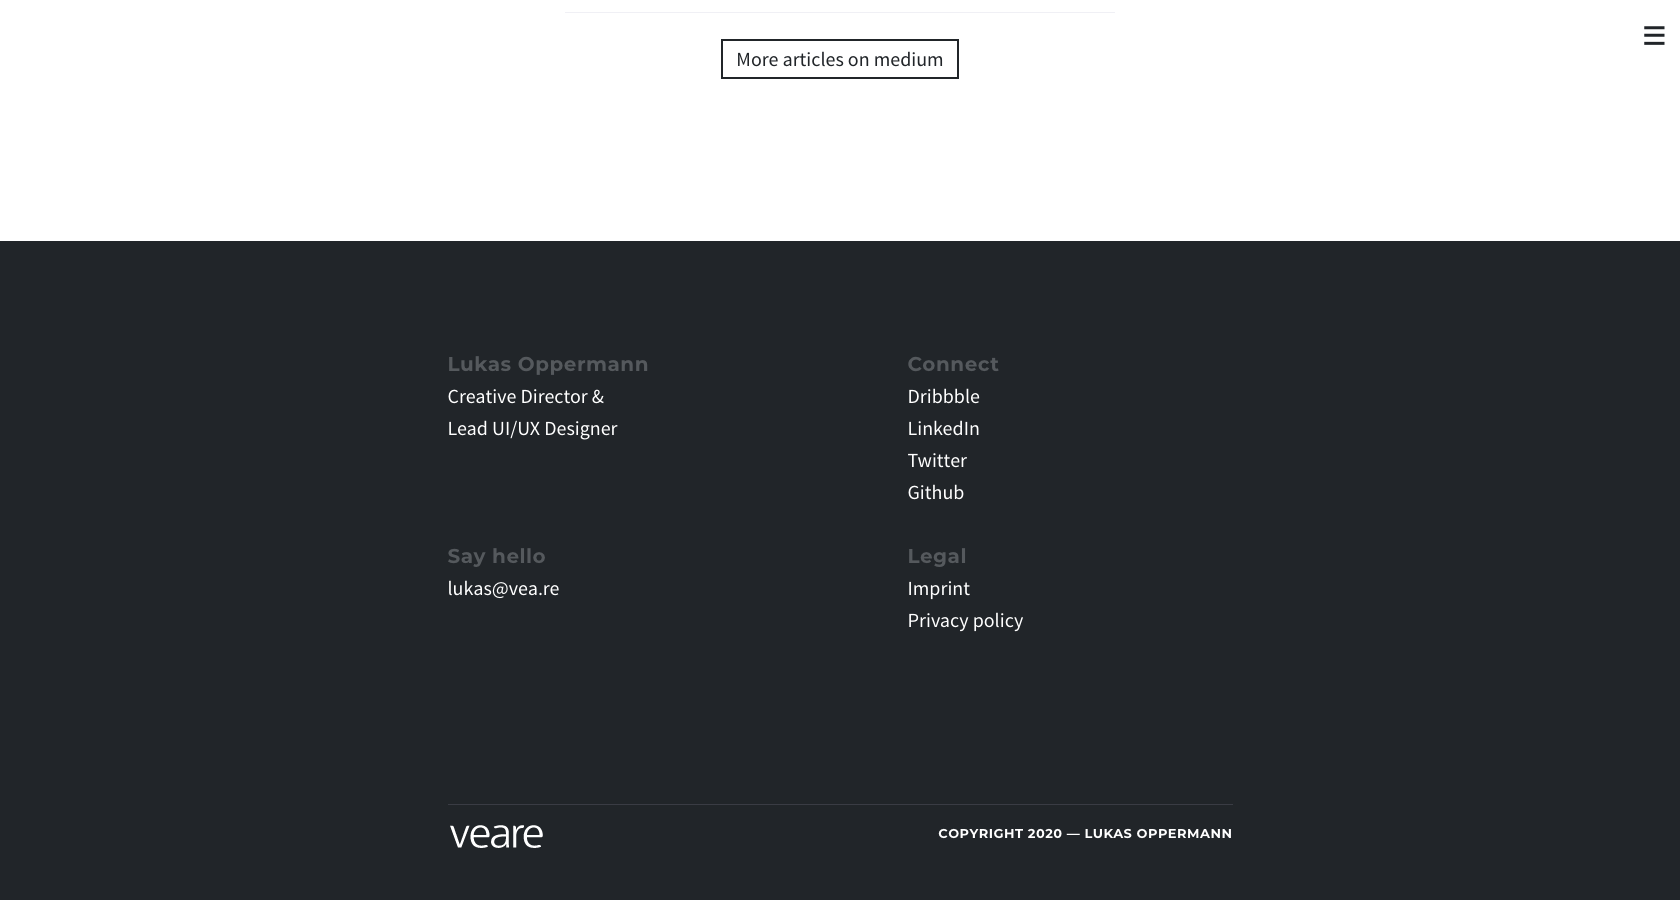 More articles on medium
Lukas Oppermann
Creative Director &
Lead UI/UX Designer
Connect
Dribbble
LinkedIn
Twitter
Github
Say hello
lukas@vea.re
Legal
Imprint
Privacy policy
veare
COPYRIGHT 2020 — LUKAS OPPERMANN